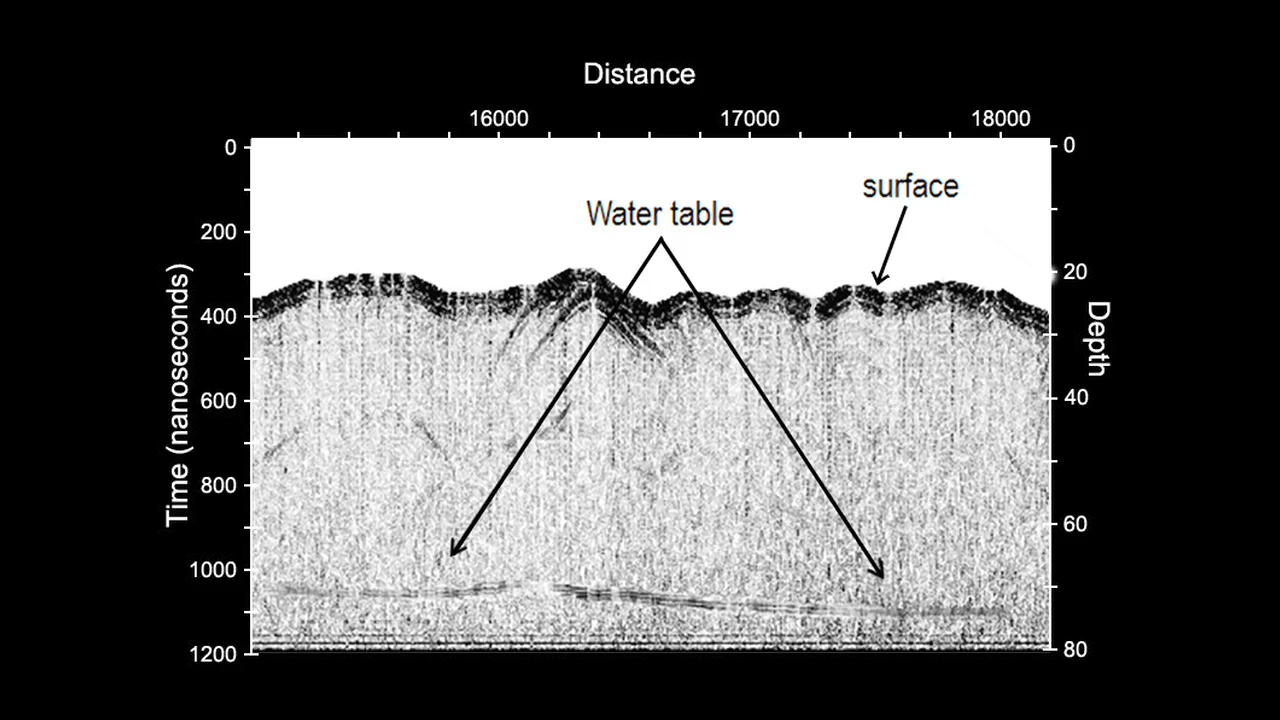 Distance
16000 17000 18000
0 0
surface
Water table
200
20
400
Depth
Time (nanoseconds)
600 40
800
60
1000
1200 80